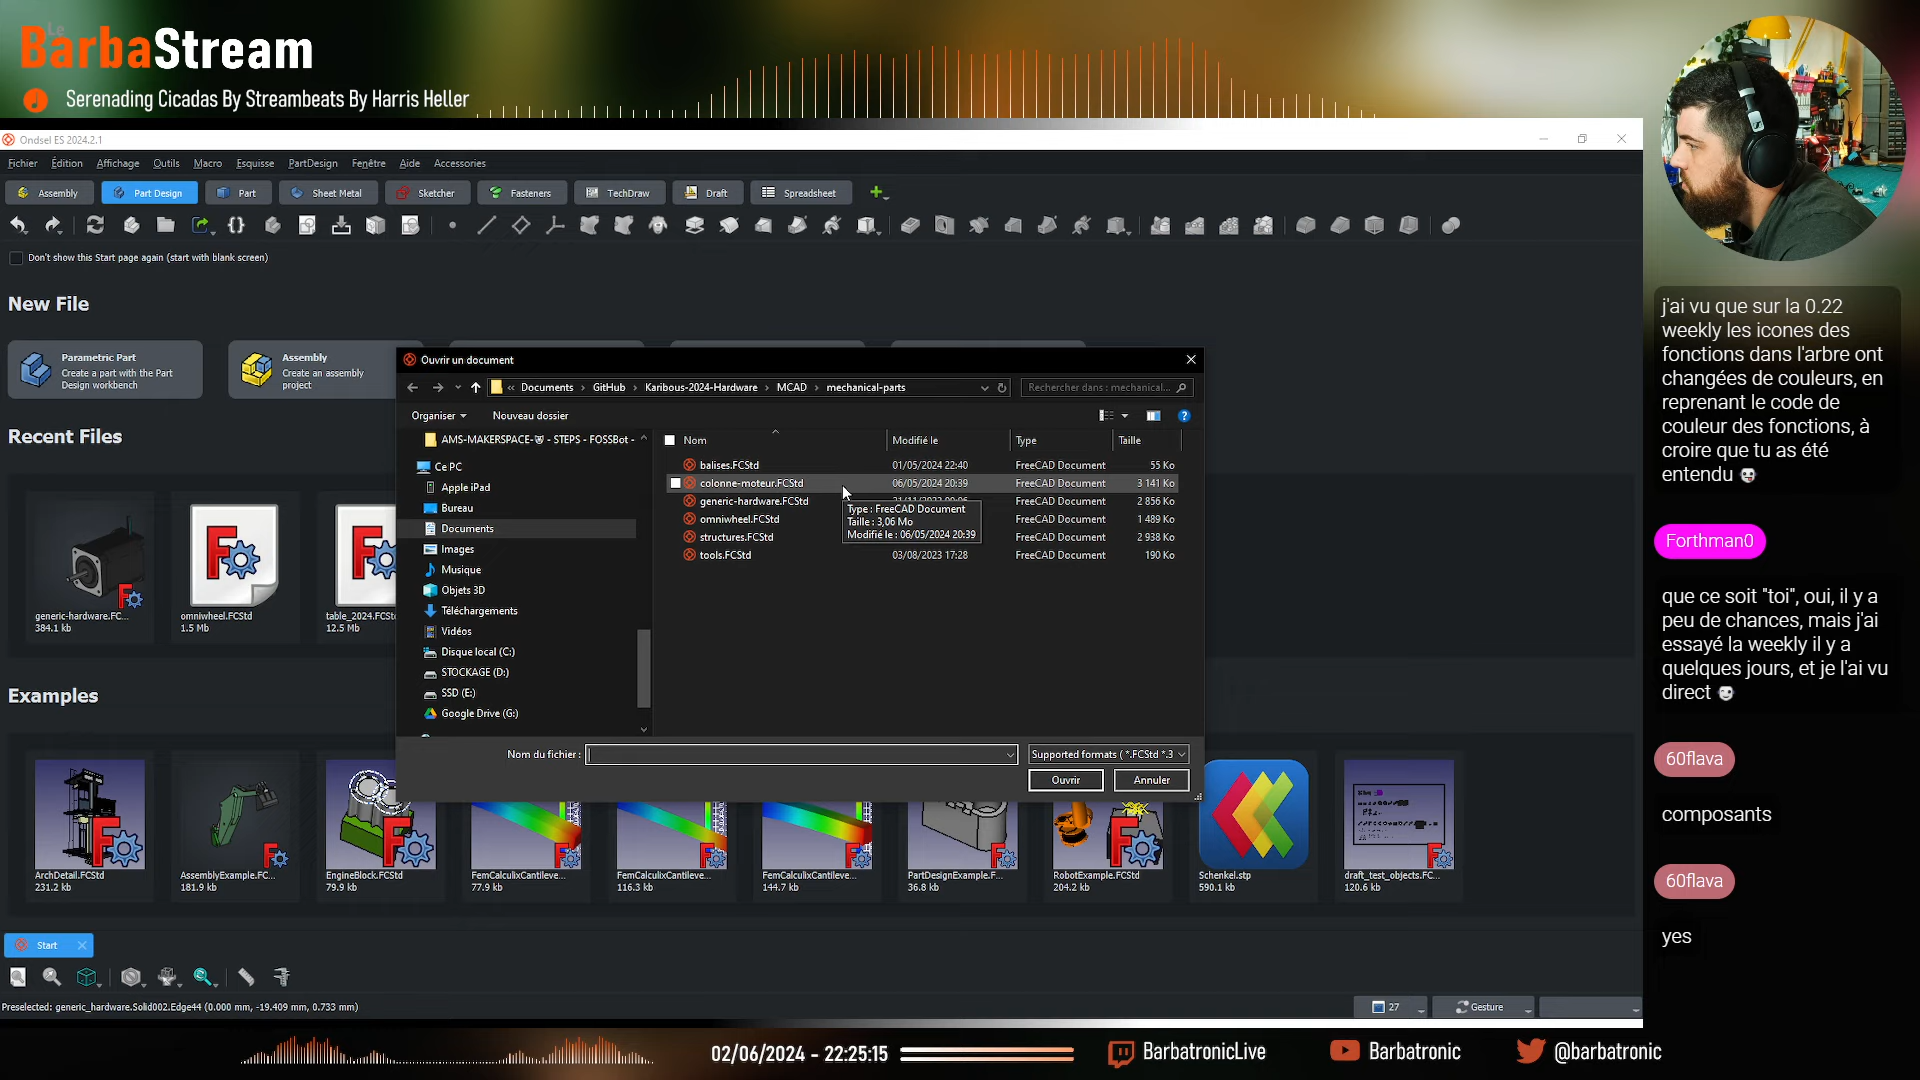 Le
BarbaStream
Serenading Cicadas By Streambeats By Harris Heller
Ondsel ES 2024.2.1
Fichier Édition Affichage Outils Macro Esquisse PartDesign Fenêtre Aide Accessories
Assembly Part Design Part Sheet Metal Sketcher Fasteners TechDraw Draft Spreadsheet
Don't show this Start page again (start with blank screen)
New File
Parametric Part
Create a part with the Part
Design workbench
Assembly
Create an assembly
project
Recent Files
generic-hardware.FC...
384.1 kb
omniwheel.FCStd
1.5 Mb
table_2024.FCSt
12.5 Mb
Examples
ArchDetail.FCStd
231.2 kb
AssemblyExample.FC...
181.9 kb
EngineBlock.FCStd
79.9 kb
FemCalculixCantileve...
77.9 kb
FemCalculixCantileve...
116.3 kb
FemCalculixCantileve...
144.7 kb
PartDesignExample.F...
36.8 kb
RobotExample.FCStd
204.2 kb
Schenkel.stp
590.1 kb
draft_test_objects.FC...
120.6 kb
Ouvrir un document
« Documents › GitHub › Karibous-2024-Hardware › MCAD › mechanical-parts
Rechercher dans : mechanical...
Organiser Nouveau dossier
AMS-MAKERSPACE- - STEPS - FOSSBot -
Ce PC
Apple iPad
Bureau
Documents
Images
Musique
Objets 3D
Téléchargements
Vidéos
Disque local (C:)
STOCKAGE (D:)
SSD (E:)
Google Drive (G:)
Nom Modifié le Type Taille
balises.FCStd 01/05/2024 22:40 FreeCAD Document 55 Ko
colonne-moteur.FCStd 06/05/2024 20:39 FreeCAD Document 3 141 Ko
generic-hardware.FCStd FreeCAD Document 2 856 Ko
omniwheel.FCStd FreeCAD Document 1 489 Ko
structures.FCStd FreeCAD Document 2 938 Ko
tools.FCStd 03/08/2023 17:28 FreeCAD Document 190 Ko
Type : FreeCAD Document
Taille : 3,06 Mo
Modifié le : 06/05/2024 20:39
Nom du fichier : Supported formats ( *.FCStd *.3
Ouvrir Annuler
Start
Preselected: generic_hardware.Solid002.Edge44 (0.000 mm, -19.409 mm, 0.733 mm)
27 Gesture
j'ai vu que sur la 0.22
weekly les icones des
fonctions dans l'arbre ont
changées de couleurs, en
reprenant le code de
couleur des fonctions, à
croire que tu as été
entendu
Forthman0
que ce soit "toi", oui, il y a
peu de chances, mais j'ai
essayé la weekly il y a
quelques jours, et je l'ai vu
direct
60flava
composants
60flava
yes
02/06/2024 - 22:25:15
BarbatronicLive
Barbatronic
@barbatronic